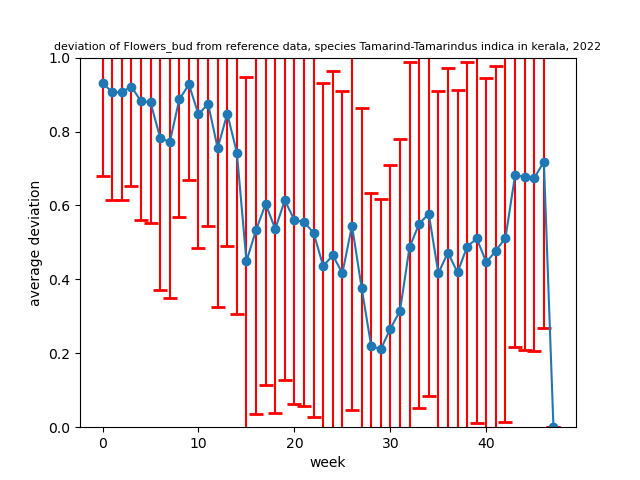 deviation of Flowers_bud from reference data, species Tamarind-Tamarindus indica in kerala, 2022
1.0
0.8
0.6
0.4
0.2
0.0
average deviation
0 10 20 30 40
week